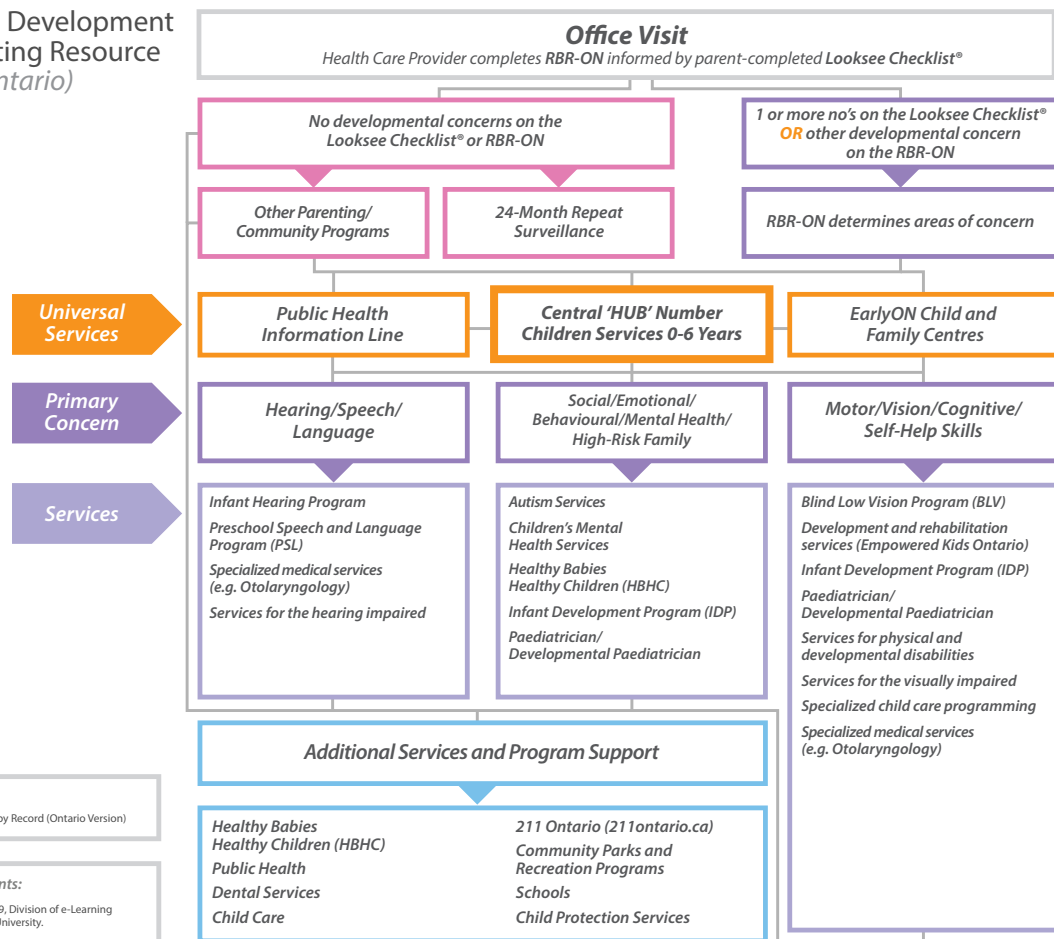 Development
ting Resource
ntario)
Office Visit
Health Care Provider completes RBR-ON informed by parent-completed Looksee Checklist®
No developmental concerns on the
Looksee Checklist® or RBR-ON
1 or more no's on the Looksee Checklist®
OR other developmental concern
on the RBR-ON
Other Parenting/
Community Programs
24-Month Repeat
Surveillance
RBR-ON determines areas of concern
Universal
Services
Public Health
Information Line
Central 'HUB' Number
Children Services 0-6 Years
EarlyON Child and
Family Centres
Primary
Concern
Hearing/Speech/
Language
Social/Emotional/
Behavioural/Mental Health/
High-Risk Family
Motor/Vision/Cognitive/
Self-Help Skills
Services
Infant Hearing Program
Preschool Speech and Language
Program (PSL)
Specialized medical services
(e.g. Otolaryngology)
Services for the hearing impaired
Autism Services
Children's Mental
Health Services
Healthy Babies
Healthy Children (HBHC)
Infant Development Program (IDP)
Paediatrician/
Developmental Paediatrician
Blind Low Vision Program (BLV)
Development and rehabilitation
services (Empowered Kids Ontario)
Infant Development Program (IDP)
Paediatrician/
Developmental Paediatrician
Services for physical and
developmental disabilities
Services for the visually impaired
Specialized child care programming
Specialized medical services
(e.g. Otolaryngology)
Additional Services and Program Support
Healthy Babies
Healthy Children (HBHC)
Public Health
Dental Services
Child Care
211 Ontario (211ontario.ca)
Community Parks and
Recreation Programs
Schools
Child Protection Services
by Record (Ontario Version)
nts:
9, Division of e-Learning
University.